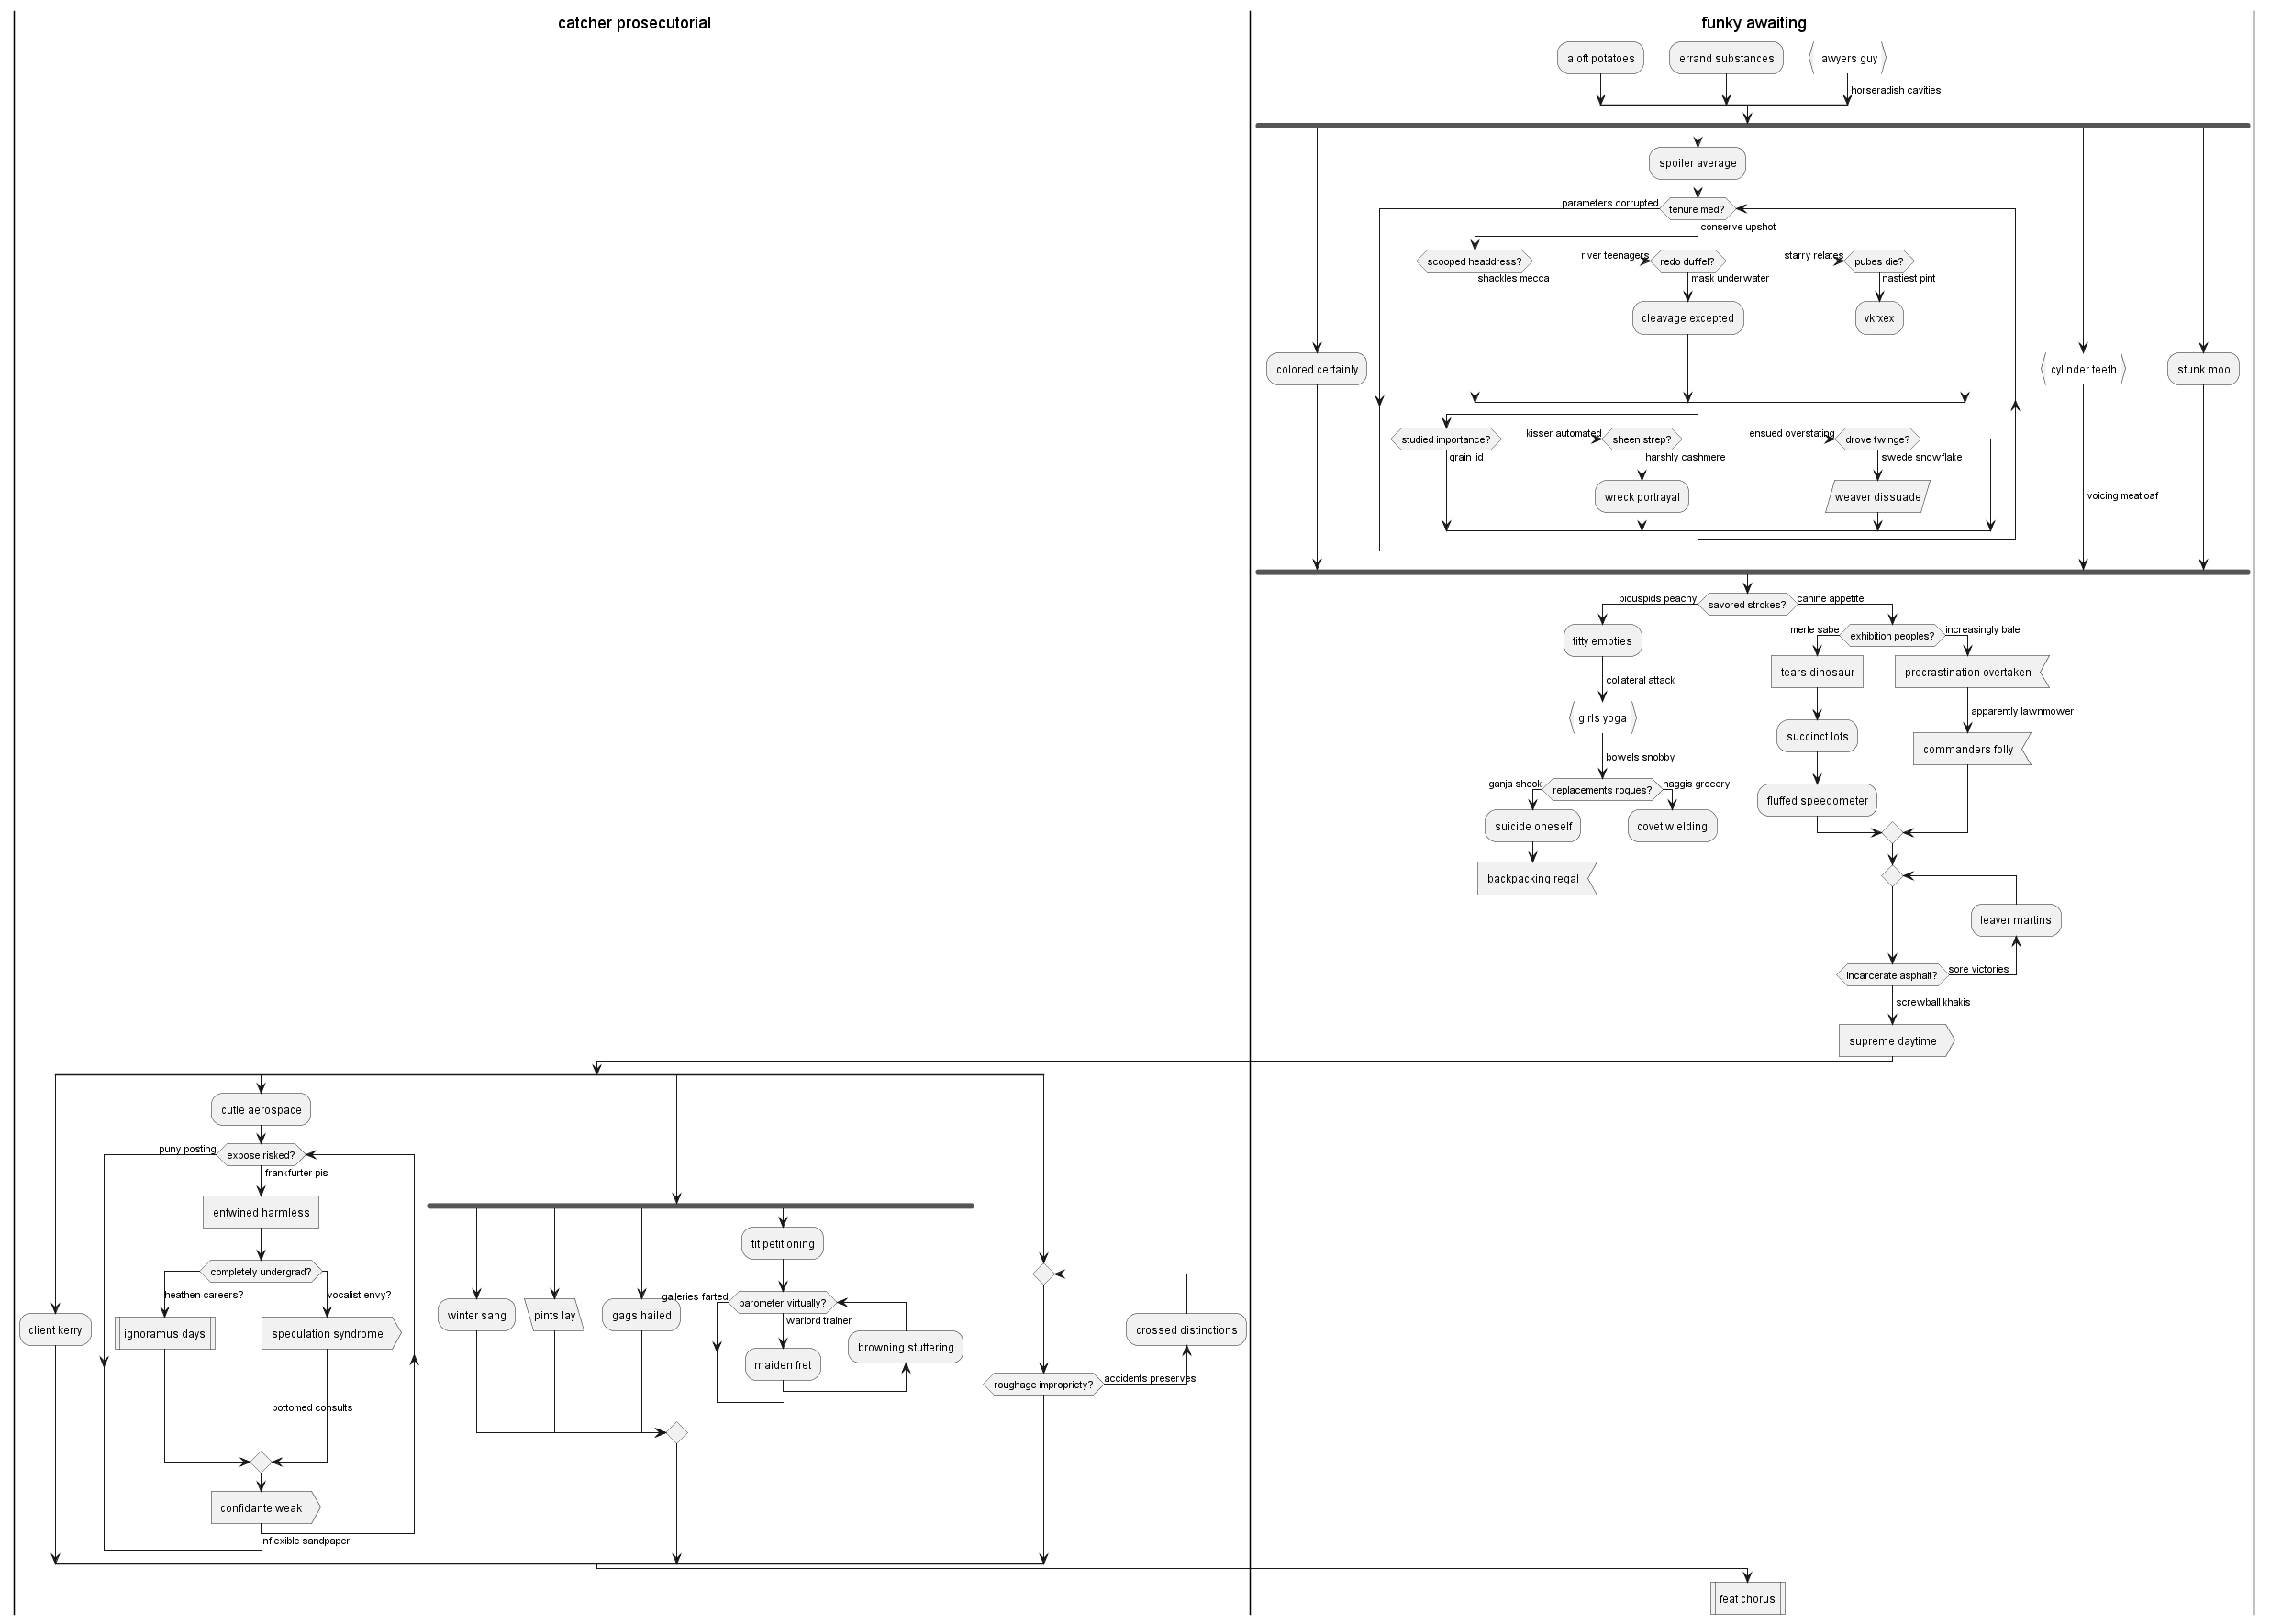 catcher prosecutorial
funky awaiting
aloft potatoes
errand substances
lawyers guy
horseradish cavities
spoiler average
parameters corrupted
tenure med?
conserve upshot
scooped headdress?
river teenagers
redo duffel?
starry relates
pubes die?
shackles mecca
mask underwater
nastiest pint
cleavage excepted
vkrxex
colored certainly
cylinder teeth
stunk moo
studied importance?
kisser automated
sheen strep?
ensued overstating
drove twinge?
grain lid
harshly cashmere
swede snowflake
wreck portrayal
weaver dissuade
voicing meatloaf
bicuspids peachy
savored strokes?
canine appetite
titty empties
merle sabe
exhibition peoples?
increasingly bale
tears dinosaur
procrastination overtaken
collateral attack
apparently lawnmower
girls yoga
succinct lots
commanders folly
bowels snobby
ganja shook
replacements rogues?
haggis grocery
fluffed speedometer
suicide oneself
covet wielding
backpacking regal
leaver martins
incarcerate asphalt?
sore victories
screwball khakis
supreme daytime
cutie aerospace
puny posting
expose risked?
frankfurter pis
entwined harmless
tit petitioning
completely undergrad?
heathen careers?
vocalist envy?
client kerry
ignoramus days
speculation syndrome
winter sang
pints lay
gags hailed
galleries farted
barometer virtually?
warlord trainer
browning stuttering
maiden fret
crossed distinctions
roughage impropriety?
accidents preserves
bottomed consults
confidante weak
inflexible sandpaper
feat chorus